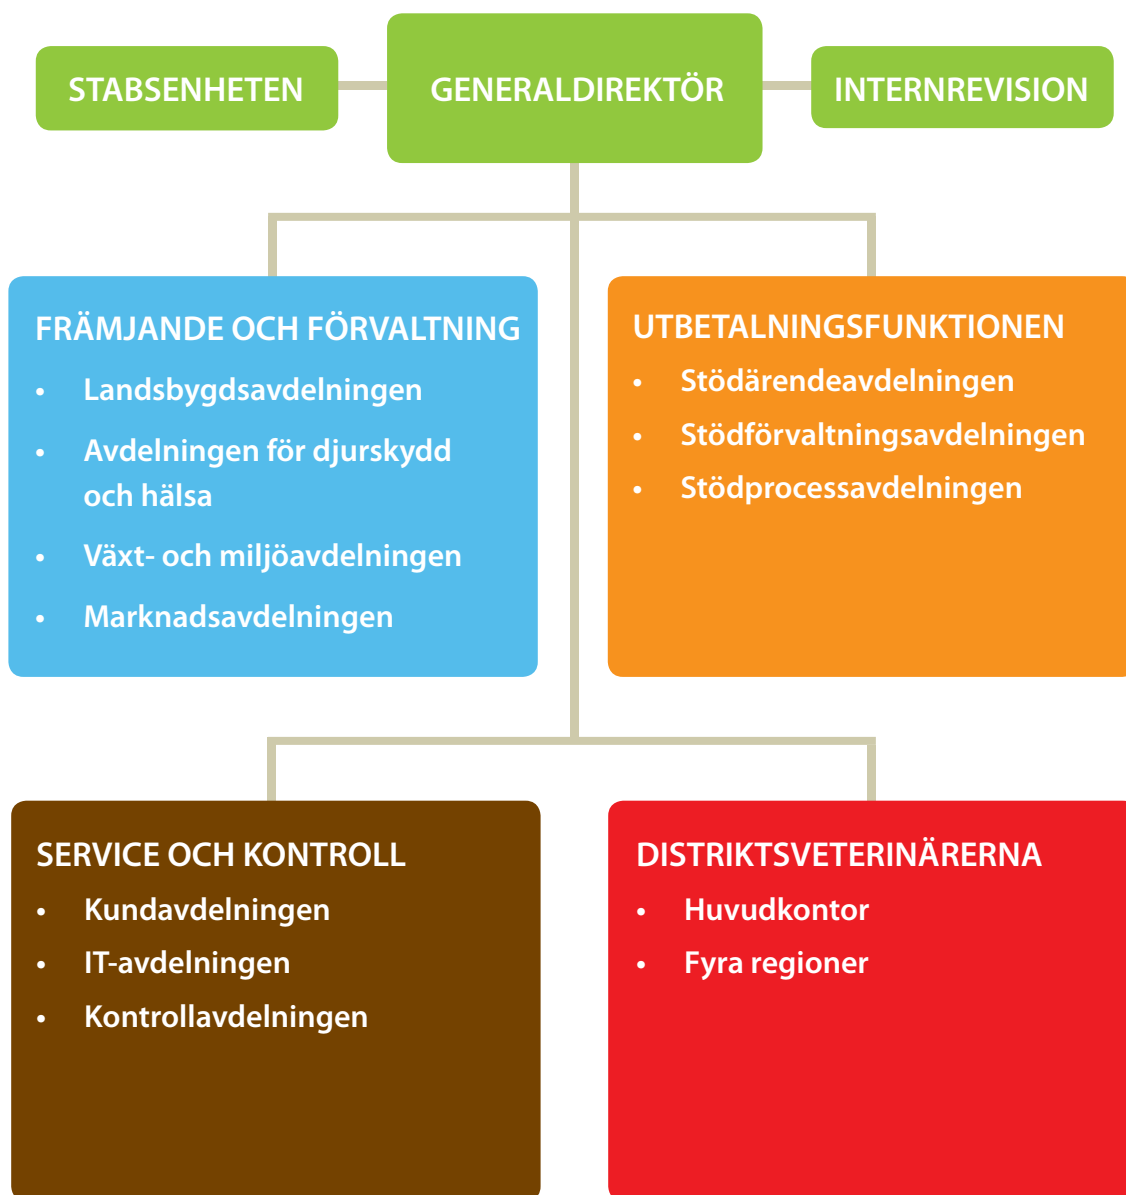 STABSENHETEN
GENERALDIREKTÖR
INTERNREVISION
FRÄMJANDE OCH FÖRVALTNING
• Landsbygdsavdelningen
• Avdelningen för djurskydd
och hälsa
• Växt- och miljöavdelningen
• Marknadsavdelningen
UTBETALNINGSFUNKTIONEN
• Stödärendeavdelningen
• Stödförvaltningsavdelningen
• Stödprocessavdelningen
SERVICE OCH KONTROLL
• Kundavdelningen
• IT-avdelningen
• Kontrollavdelningen
DISTRIKTSVETERINÄRERNA
• Huvudkontor
• Fyra regioner